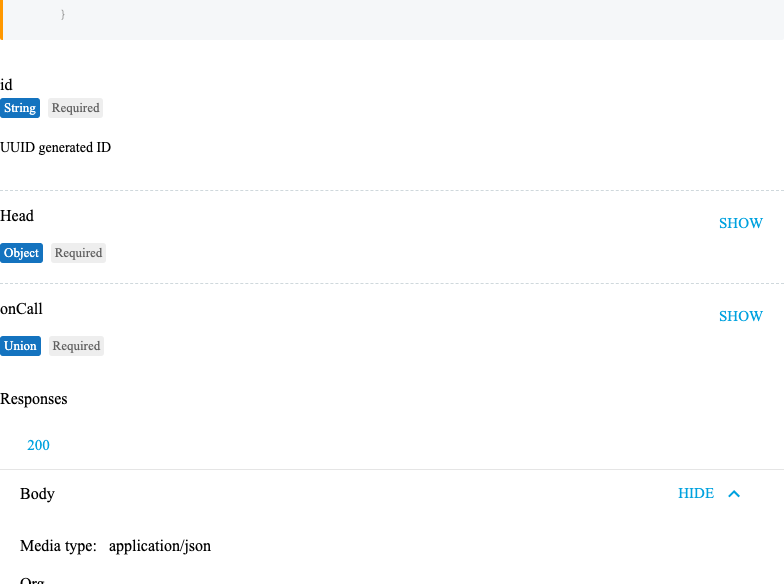 }
id
String Required
UUID generated ID
Head
SHOW
Object Required
onCall
SHOW
Union Required
Responses
200
Body
HIDE
Media type: application/json
Org